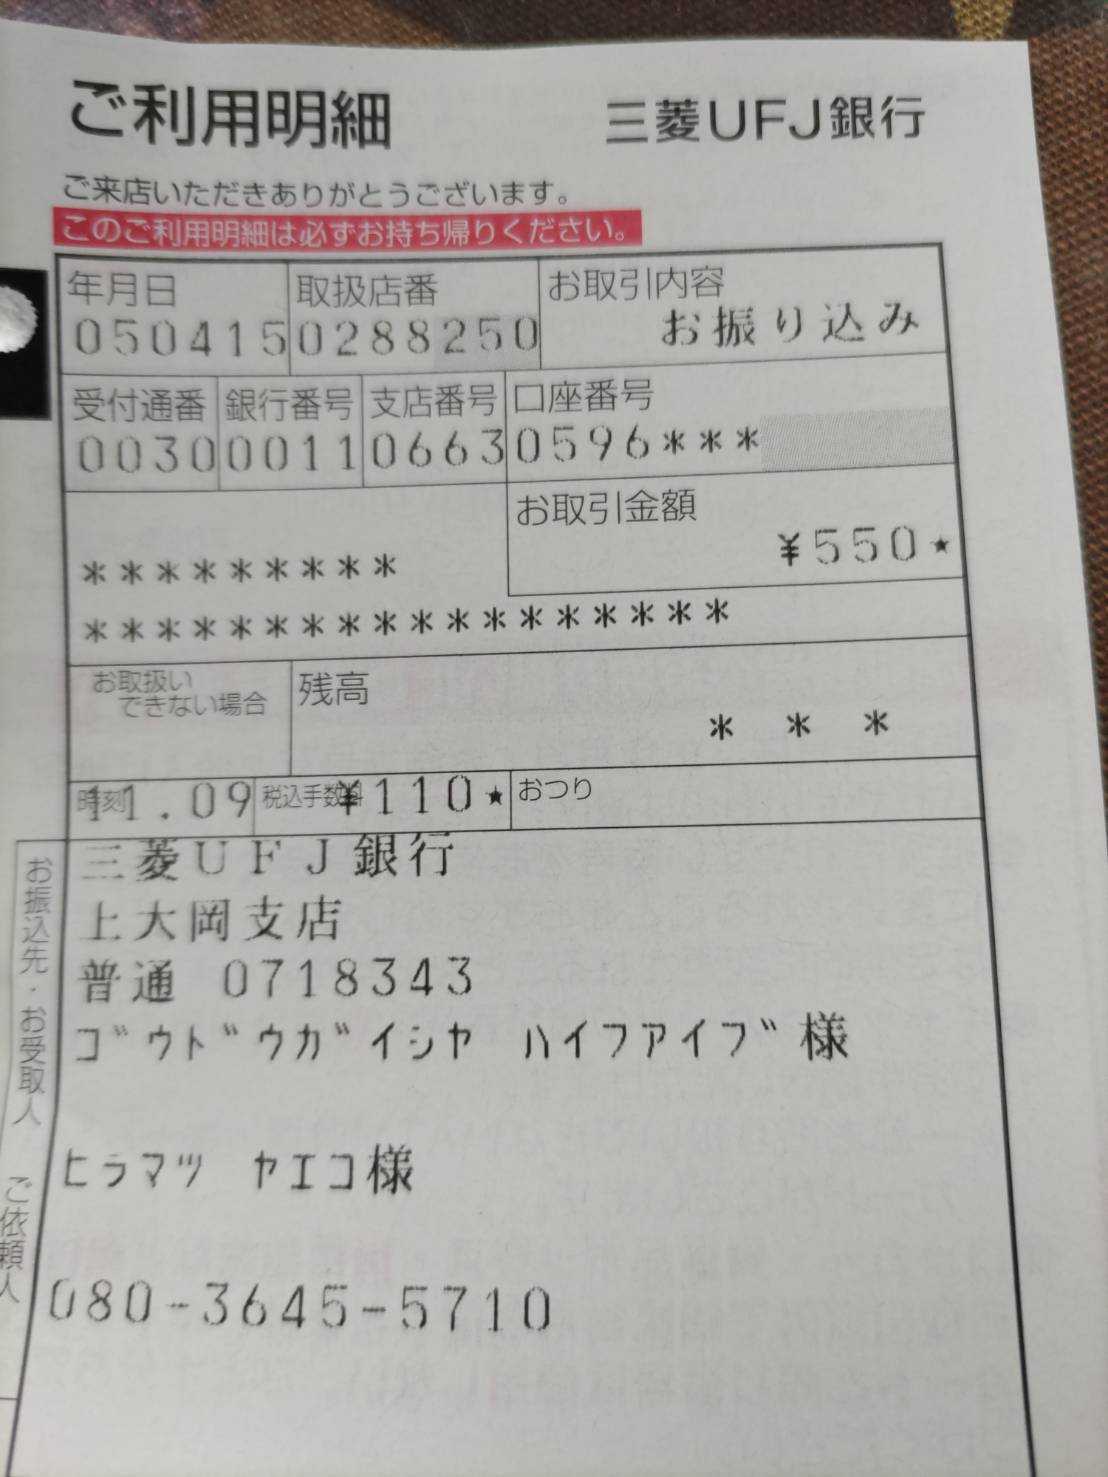 ご利用明細 三菱UFJ銀行
ご来店いただきありがとうございます。
このご利用明細は必ずお持ち帰りください。
年月日 取扱店番 お取引内容
050415 0288250 お振り込み
受付通番 銀行番号 支店番号 口座番号
0030 0011 0663 0596***
お取引金額
¥550★
*********
******************
お取扱い
できない場合
残高
* * *
時刻 11.09 税込手数料 ¥110★ おつり
お振込先・お受取人
三菱UFJ銀行
上大岡支店
普通 0718343
ゴウドウガイシヤ ハイフアイブ様
ご依頼人
ヒラマツ ヤエコ様
080-3645-5710